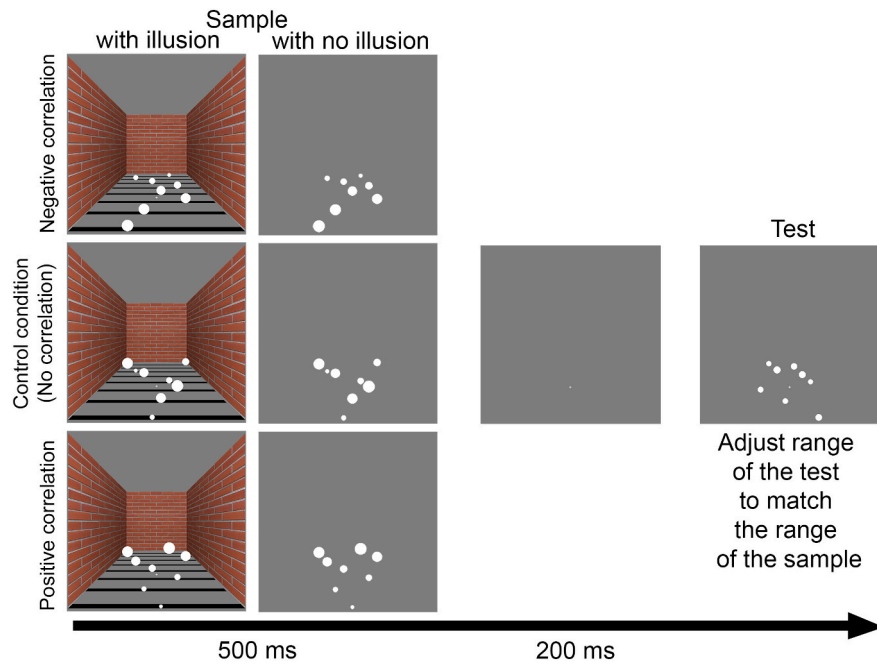 Sample
with illusion
with no illusion
Negative correlation
Control condition
(No correlation)
Test
Adjust range
of the test
to match
the range
of the sample
Positive correlation
500 ms
200 ms